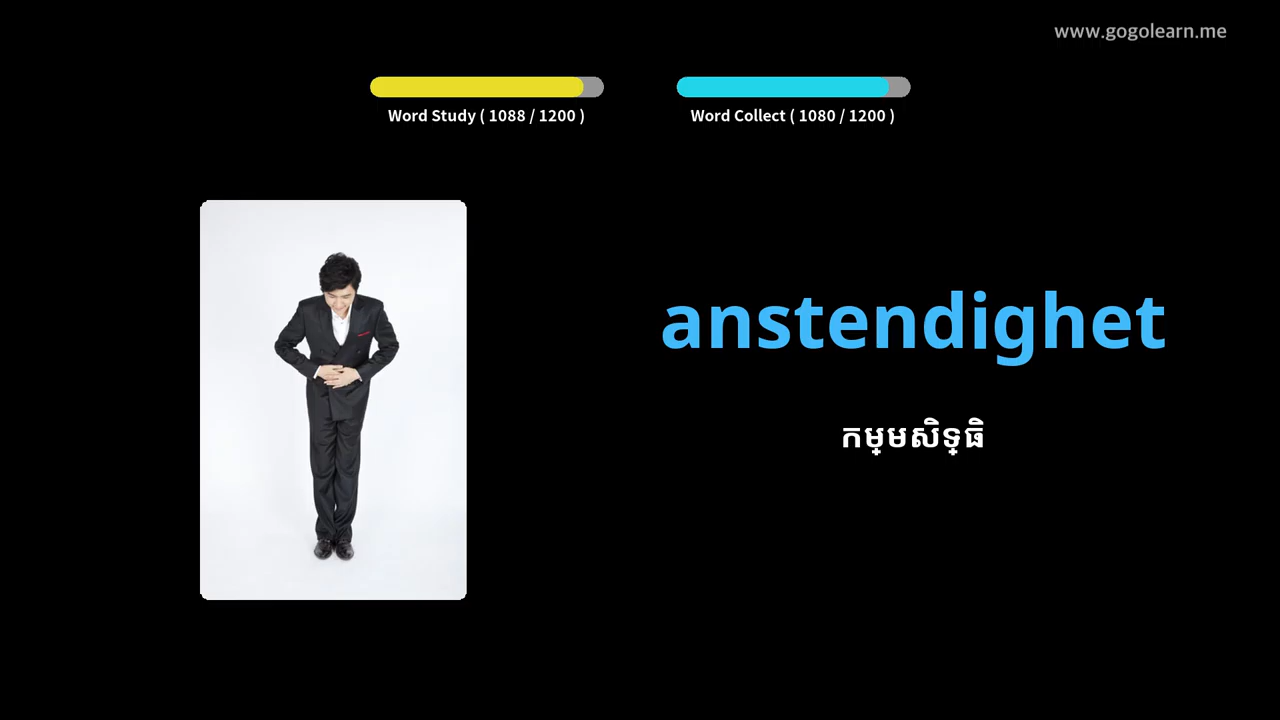 www.gogolearn.me
Word Study ( 1088 / 1200 )
Word Collect ( 1080 / 1200 )
anstendighet
កម្មសិទ្ធិ